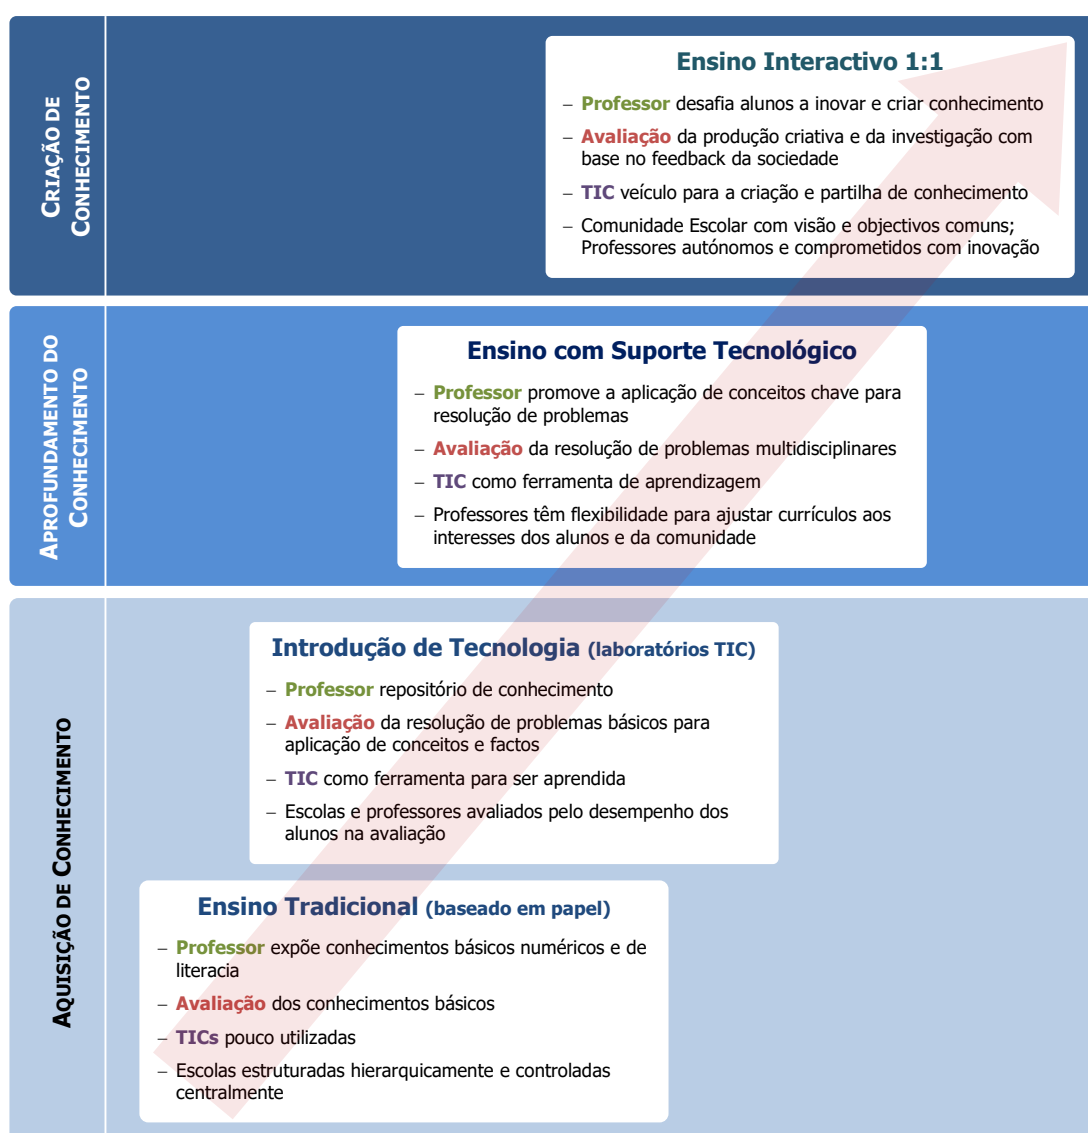 CRIAÇÃO DE
CONHECIMENTO
Ensino Interactivo 1:1
– Professor desafia alunos a inovar e criar conhecimento
– Avaliação da produção criativa e da investigação com
base no feedback da sociedade
– TIC veículo para a criação e partilha de conhecimento
– Comunidade Escolar com visão e objectivos comuns;
Professores autónomos e comprometidos com inovação
APROFUNDAMENTO DO
CONHECIMENTO
Ensino com Suporte Tecnológico
– Professor promove a aplicação de conceitos chave para
resolução de problemas
– Avaliação da resolução de problemas multidisciplinares
– TIC como ferramenta de aprendizagem
– Professores têm flexibilidade para ajustar currículos aos
interesses dos alunos e da comunidade
AQUISIÇÃO DE CONHECIMENTO
Introdução de Tecnologia (laboratórios TIC)
– Professor repositório de conhecimento
– Avaliação da resolução de problemas básicos para
aplicação de conceitos e factos
– TIC como ferramenta para ser aprendida
– Escolas e professores avaliados pelo desempenho dos
alunos na avaliação
Ensino Tradicional (baseado em papel)
– Professor expõe conhecimentos básicos numéricos e de
literacia
– Avaliação dos conhecimentos básicos
– TICs pouco utilizadas
– Escolas estruturadas hierarquicamente e controladas
centralmente